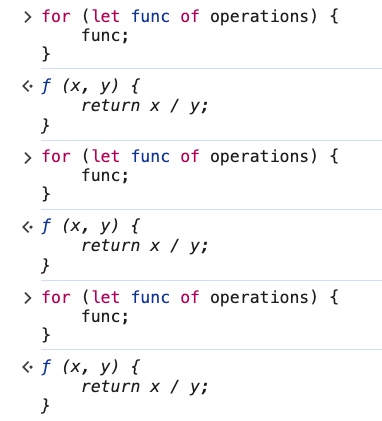 > for (let func of operations) {
func;
}
<· ƒ (x, y) {
return x / y;
}
> for (let func of operations) {
func;
}
<· ƒ (x, y) {
return x / y;
}
> for (let func of operations) {
func;
}
<· ƒ (x, y) {
return x / y;
}